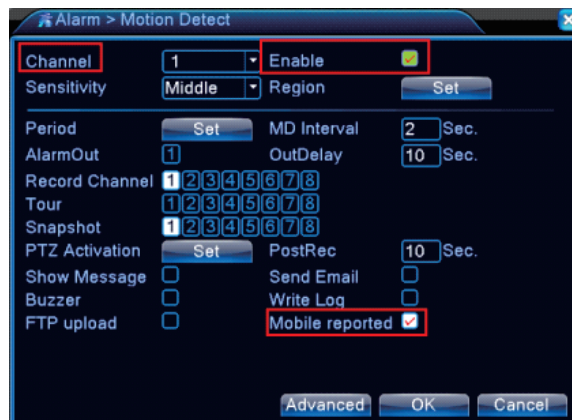 Alarm > Motion Detect
Channel 1 Enable
Sensitivity Middle Region Set
Period Set MD Interval 2 Sec.
AlarmOut 1 OutDelay 10 Sec.
Record Channel 1 2 3 4 5 6 7 8
Tour 1 2 3 4 5 6 7 8
Snapshot 1 2 3 4 5 6 7 8
PTZ Activation Set PostRec 10 Sec.
Show Message Send Email
Buzzer Write Log
FTP upload Mobile reported
Advanced OK Cancel